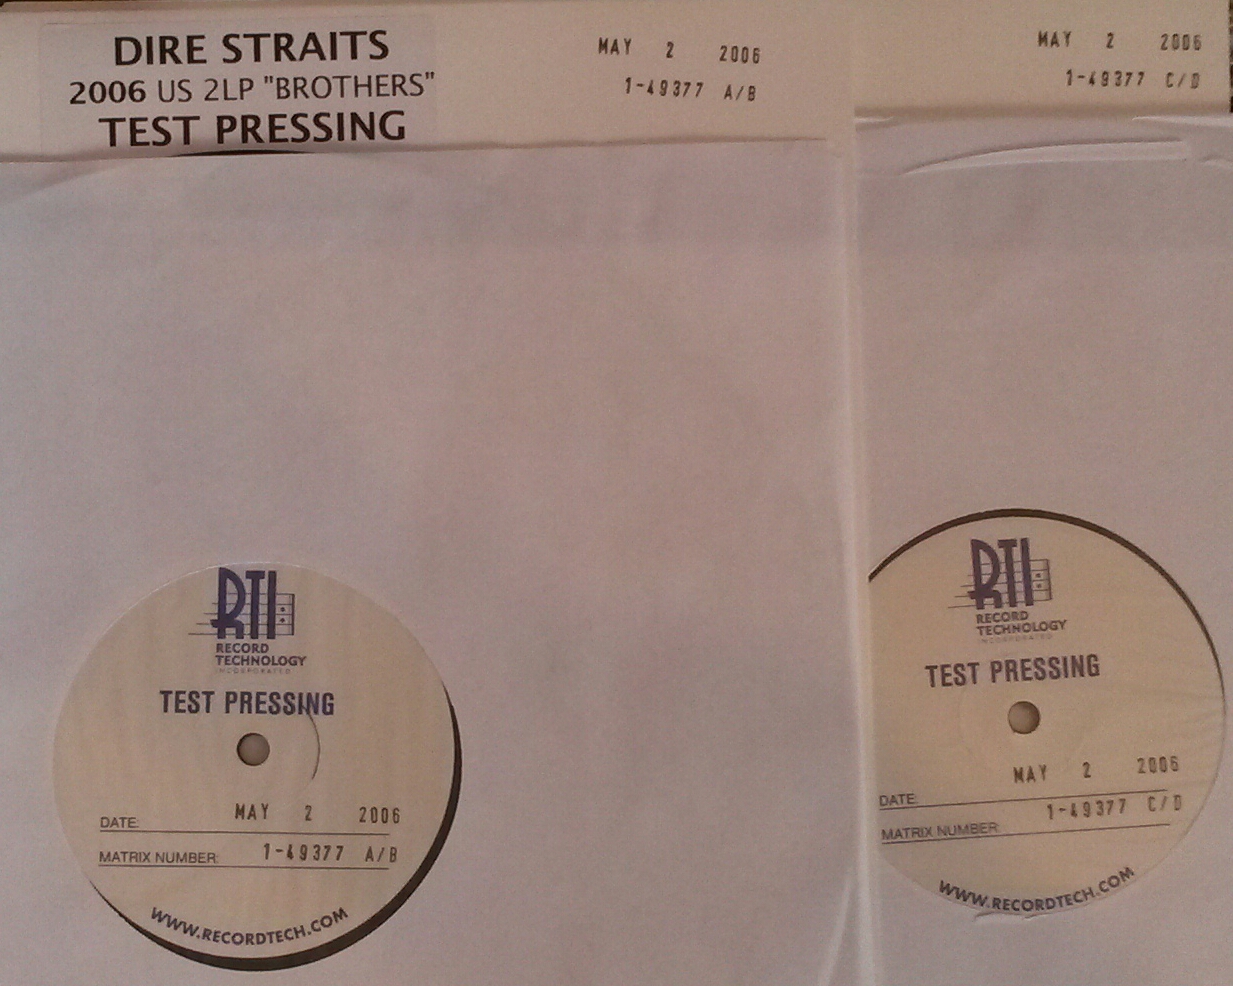 DIRE STRAITS
2006 US 2LP "BROTHERS"
TEST PRESSING
MAY 2 2006
1-49377 A/B
MAY 2 2006
1-49377 C/D
RTI
RECORD
TECHNOLOGY
INCORPORATED
TEST PRESSING
DATE: MAY 2 2006
MATRIX NUMBER: 1-49377 A/B
WWW.RECORDTECH.COM
RTI
RECORD
TECHNOLOGY
INCORPORATED
TEST PRESSING
DATE: MAY 2 2006
MATRIX NUMBER: 1-49377 C/D
WWW.RECORDTECH.COM